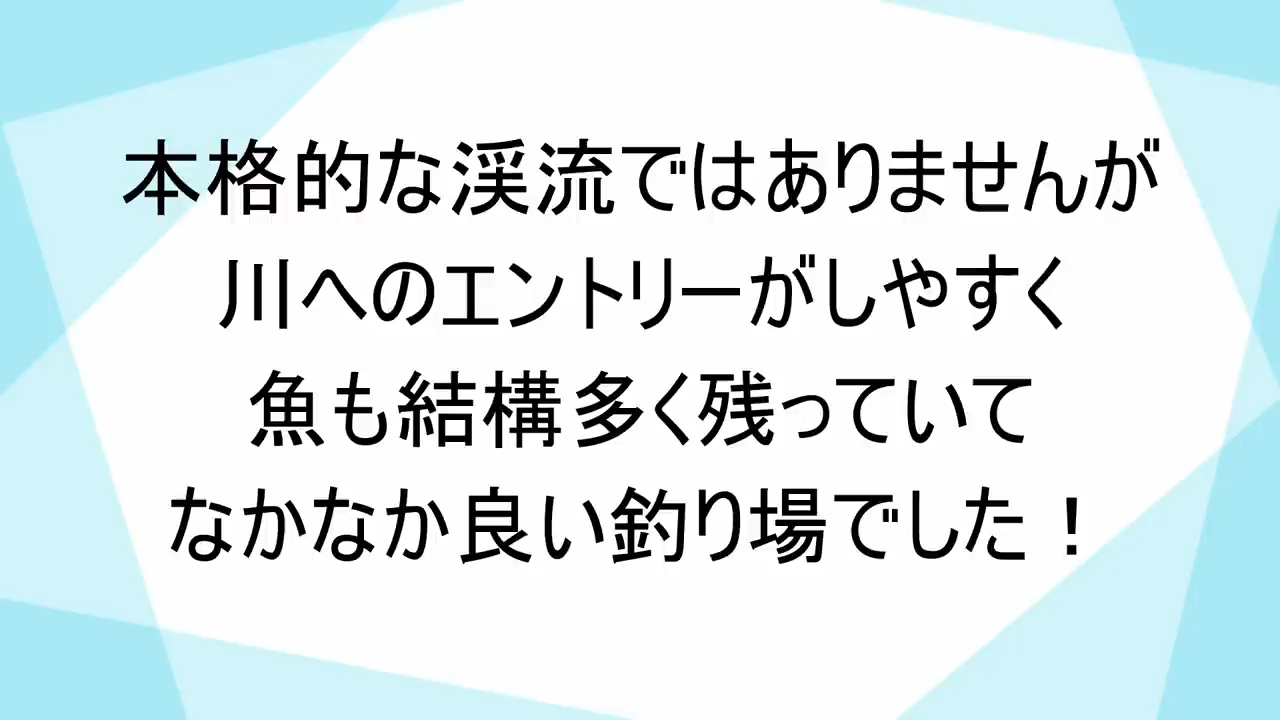 本格的な渓流ではありませんが
川へのエントリーがしやすく
魚も結構多く残っていて
なかなか良い釣り場でした！